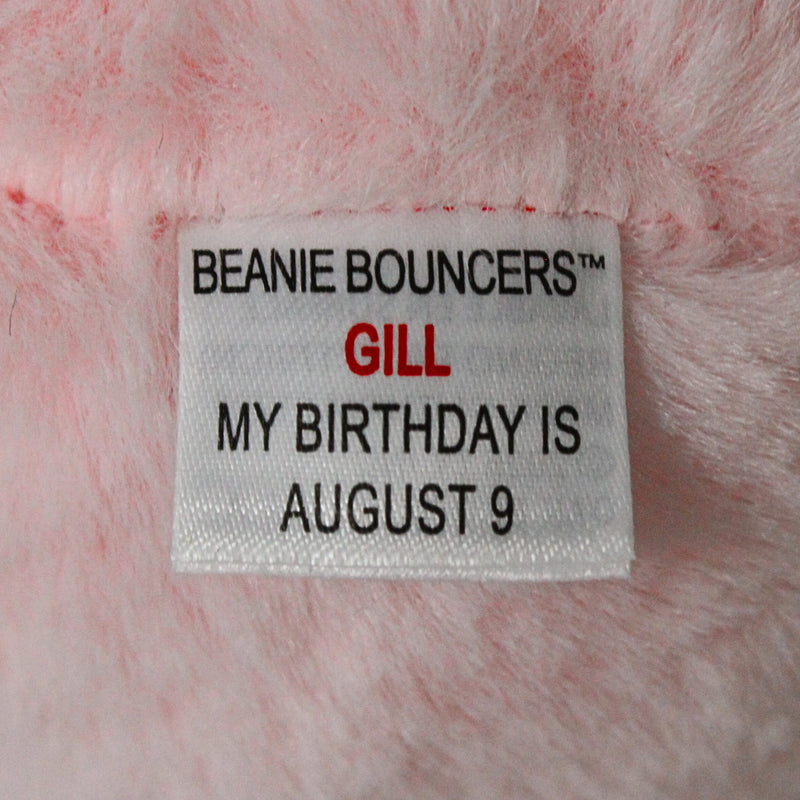 BEANIE BOUNCERS™
GILL
MY BIRTHDAY IS
AUGUST 9